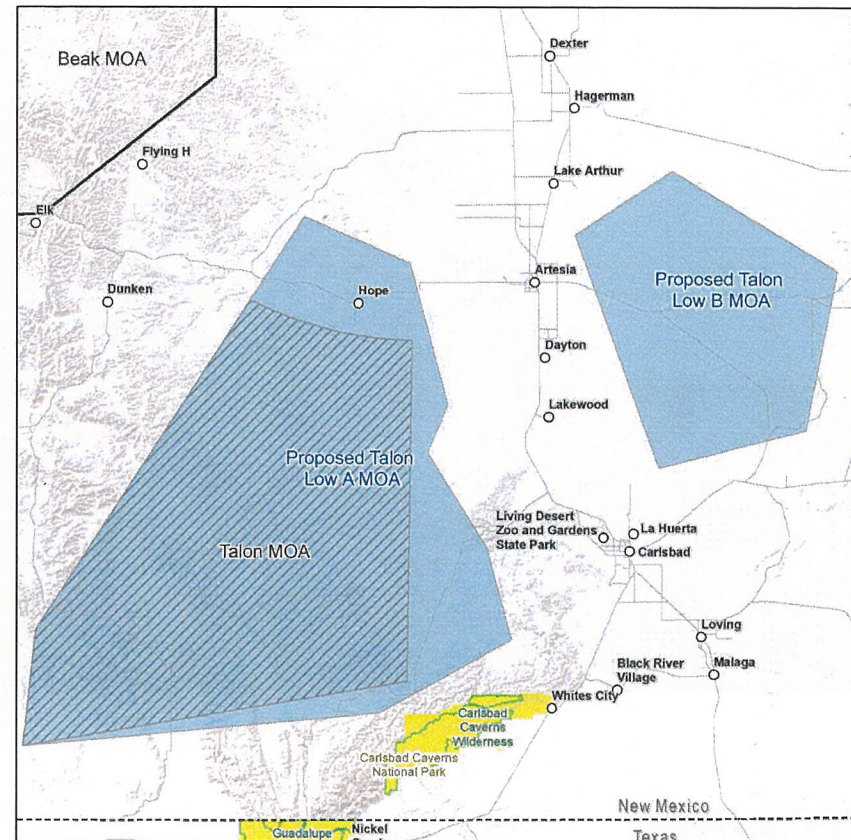 Beak MOA
Dexter
Hagerman
Flying H
Lake Arthur
Elk
Artesia
Proposed Talon
Low B MOA
Dunken
Hope
Dayton
Lakewood
Proposed Talon
Low A MOA
Living Desert
Zoo and Gardens
State Park
La Huerta
Carlsbad
Talon MOA
Loving
Black River
Village
Malaga
Whites City
Carlsbad
Caverns
Wilderness
Carlsbad Caverns
National Park
New Mexico
Guadalupe
Nickel
Texas